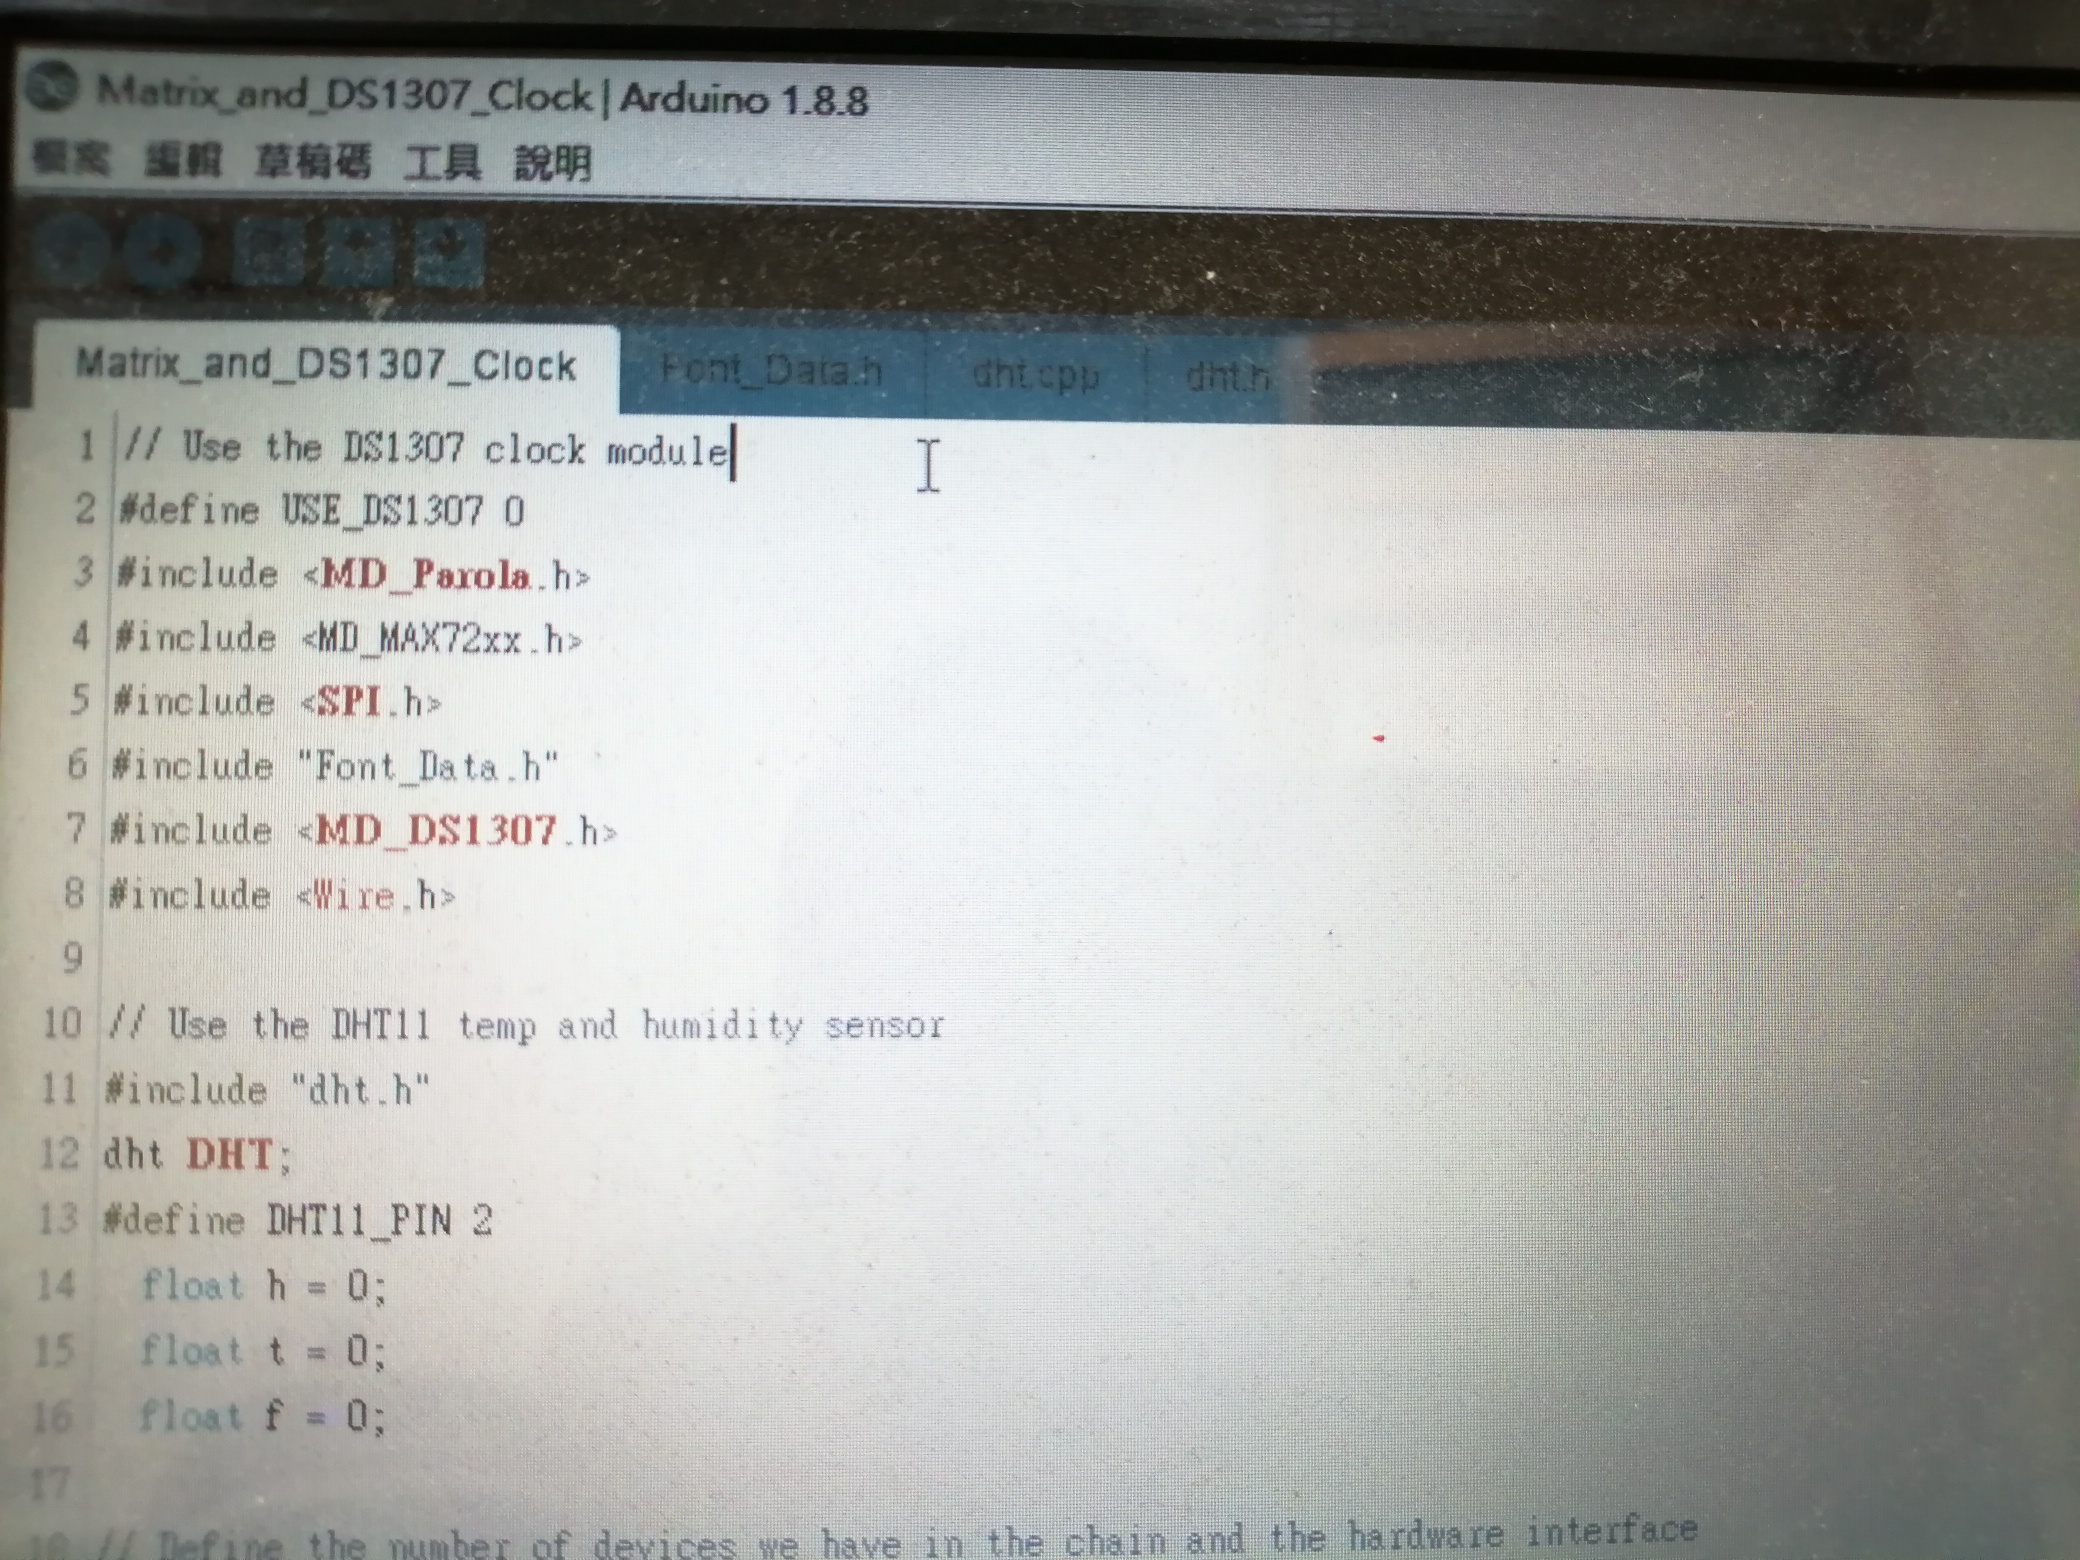 Matrix_and_DS1307_Clock | Arduino 1.8.8
檔案 編輯 草稿碼 工具 說明
Matrix_and_DS1307_Clock Font_Data.h dht.cpp dht.h
1 // Use the DS1307 clock module
2 #define USE_DS1307 0
3 #include <MD_Parola.h>
4 #include <MD_MAX72xx.h>
5 #include <SPI.h>
6 #include "Font_Data.h"
7 #include <MD_DS1307.h>
8 #include <Wire.h>
9
10 // Use the DHT11 temp and humidity sensor
11 #include "dht.h"
12 dht DHT;
13 #define DHT11_PIN 2
14 float h = 0;
15 float t = 0;
16 float f = 0;
17
18 // Define the number of devices we have in the chain and the hardware interface